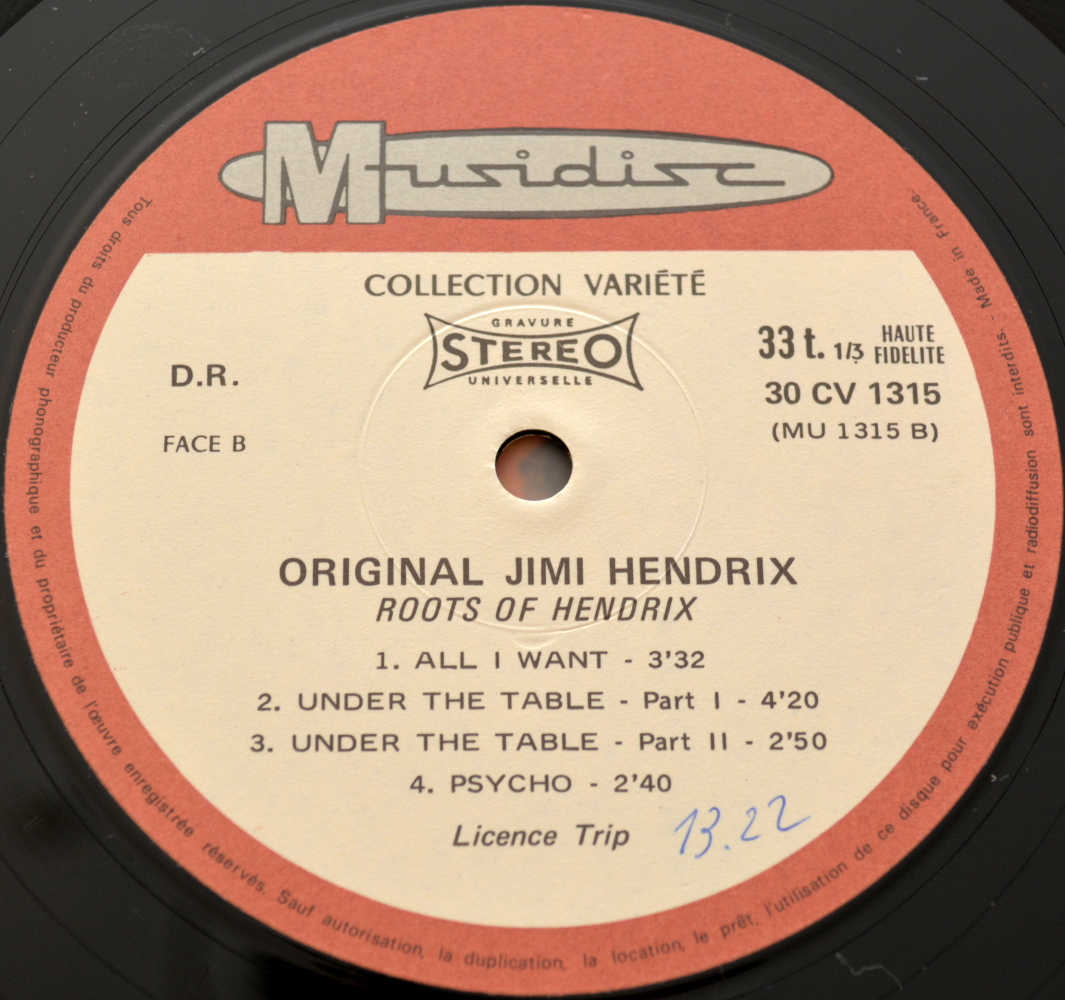 Musidisc
COLLECTION VARIÉTÉ
GRAVURE
STEREO
UNIVERSELLE
D.R.
FACE B
33 t. 1/3 HAUTE FIDELITE
30 CV 1315
(MU 1315 B)
ORIGINAL JIMI HENDRIX
ROOTS OF HENDRIX
1. ALL I WANT - 3'32
2. UNDER THE TABLE - Part I - 4'20
3. UNDER THE TABLE - Part II - 2'50
4. PSYCHO - 2'40
Licence Trip
13.22
Tous droits du producteur phonographique et du propriétaire de l'œuvre enregistrée réservés. Sauf autorisation, la duplication, la location, le prêt, l'utilisation de ce disque pour exécution publique et radiodiffusion sont interdits. - Made in France.